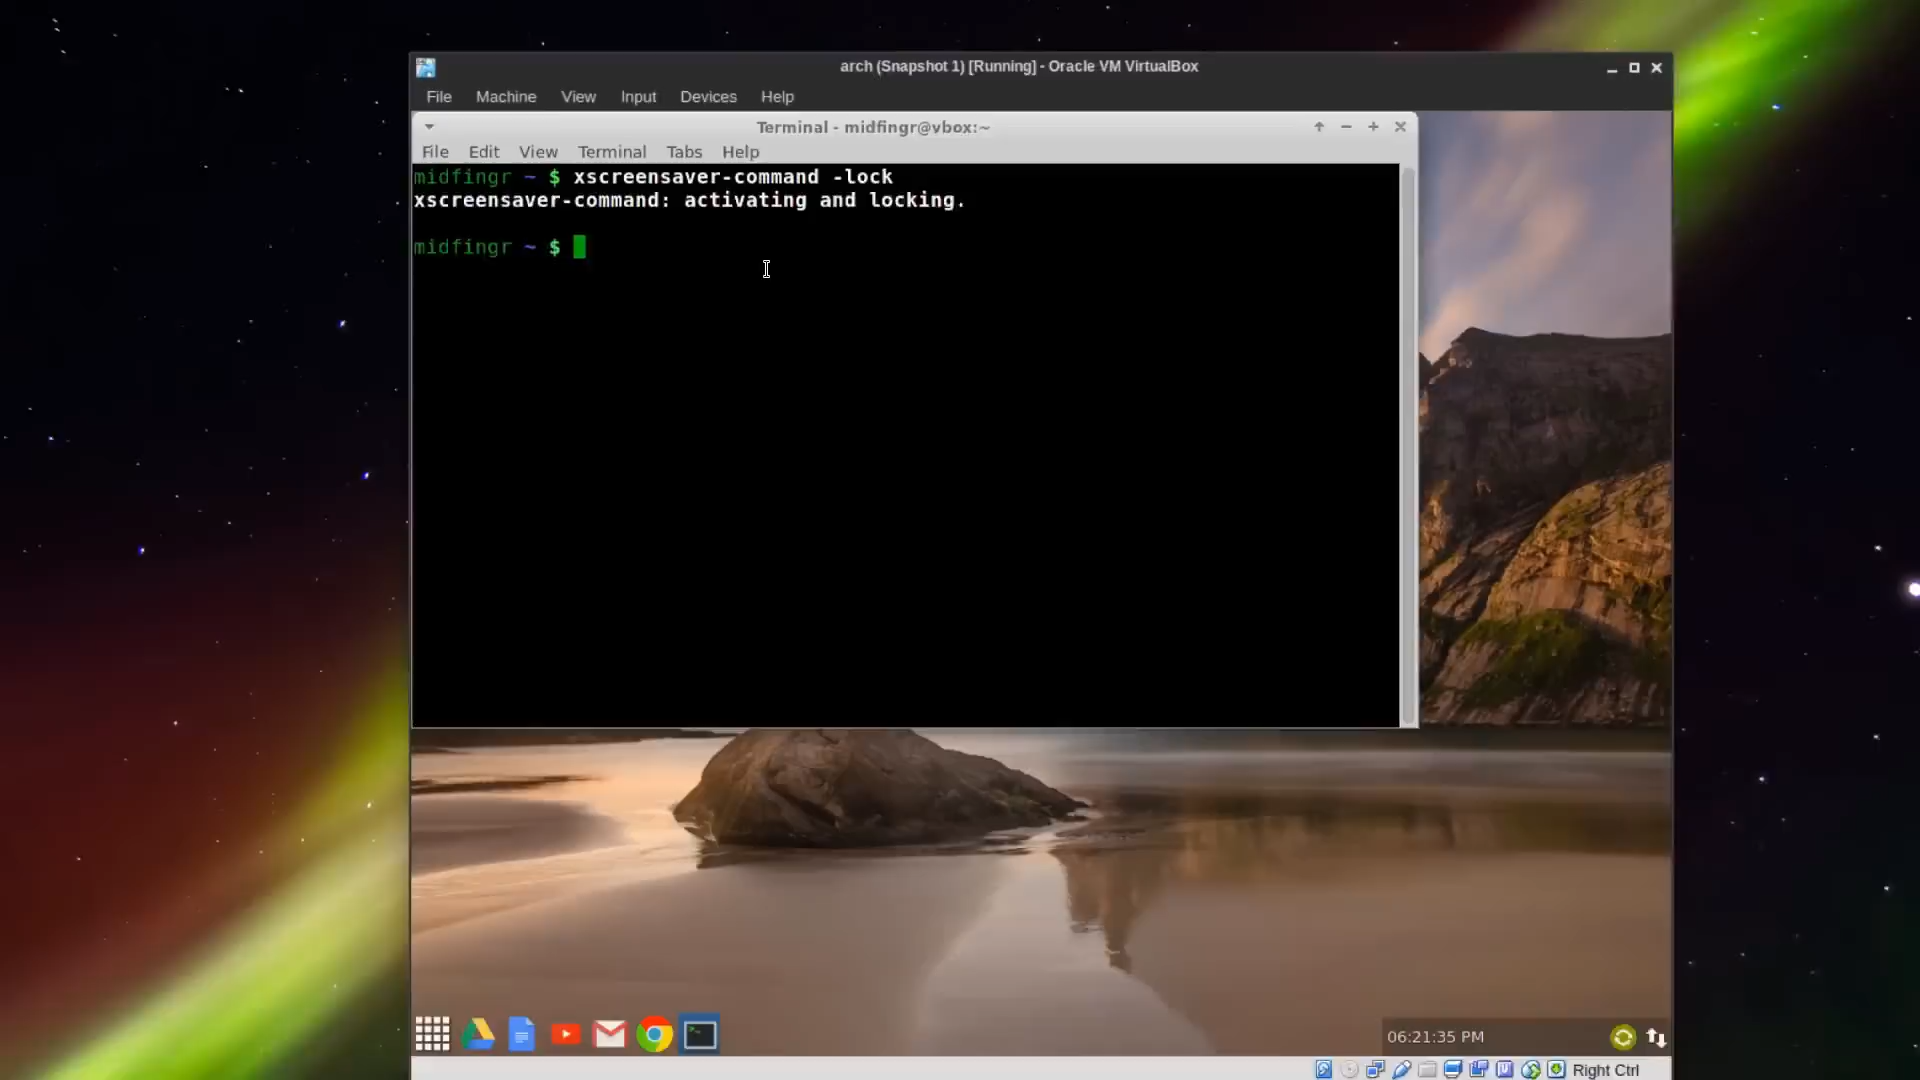 arch (Snapshot 1) [Running] - Oracle VM VirtualBox
File Machine View Input Devices Help
Terminal - midfingr@vbox:~
File Edit View Terminal Tabs Help
midfingr ~ $ xscreensaver-command -lock
xscreensaver-command: activating and locking.
midfingr ~ $
06:21:35 PM
Right Ctrl